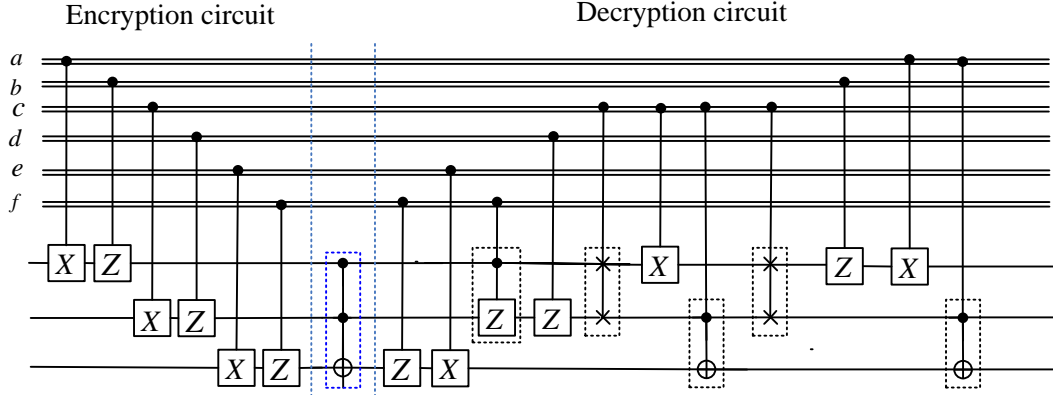 Encryption circuit
Decryption circuit
a
b
c
d
e
f
X Z X Z X
X Z Z Z
X Z Z X